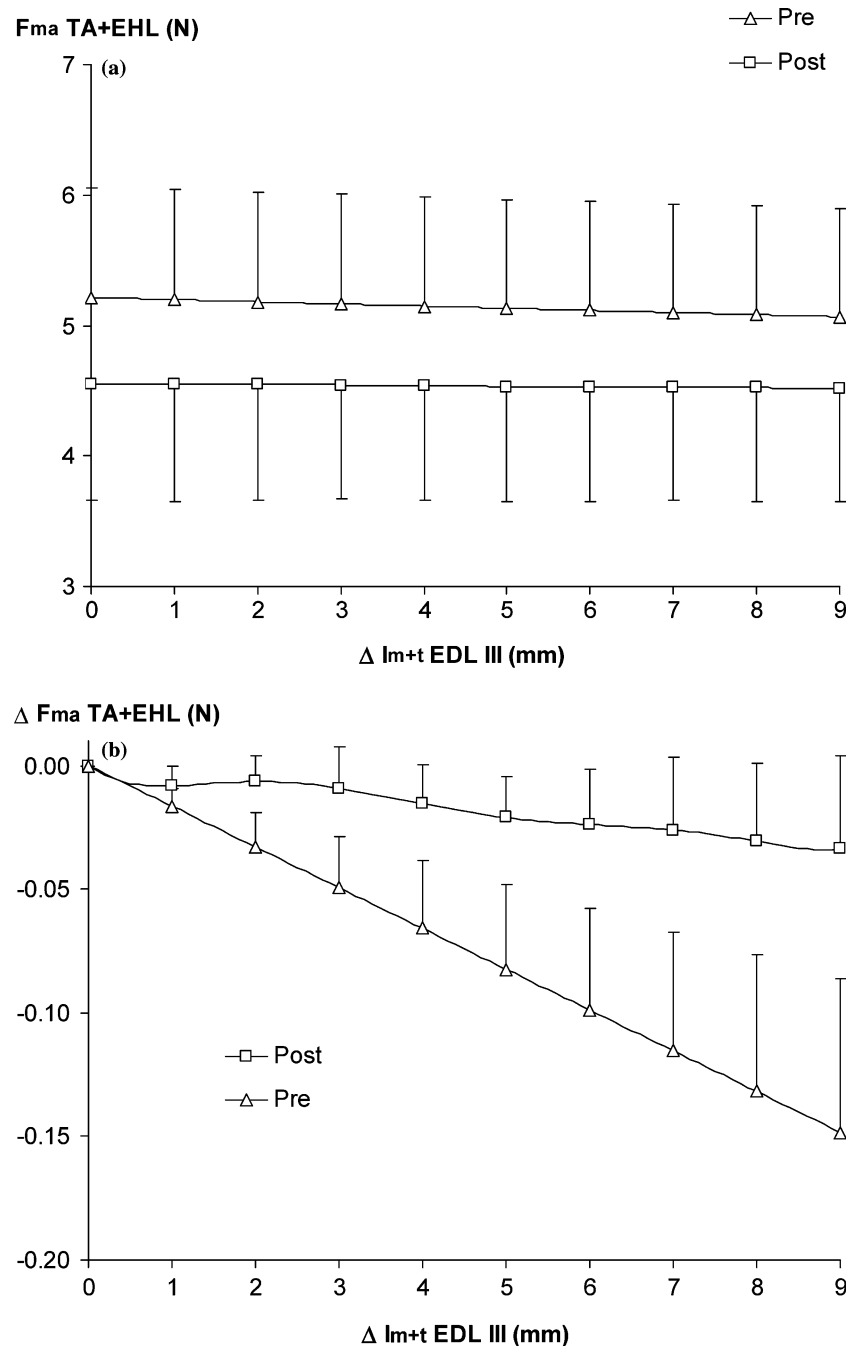 Fma TA+EHL (N)
Pre
Post
(a)
7
6
5
4
3
0 1 2 3 4 5 6 7 8 9
Δ lm+t EDL III (mm)
Δ Fma TA+EHL (N)
(b)
0.00
-0.05
-0.10
-0.15
-0.20
Post
Pre
0 1 2 3 4 5 6 7 8 9
Δ lm+t EDL III (mm)